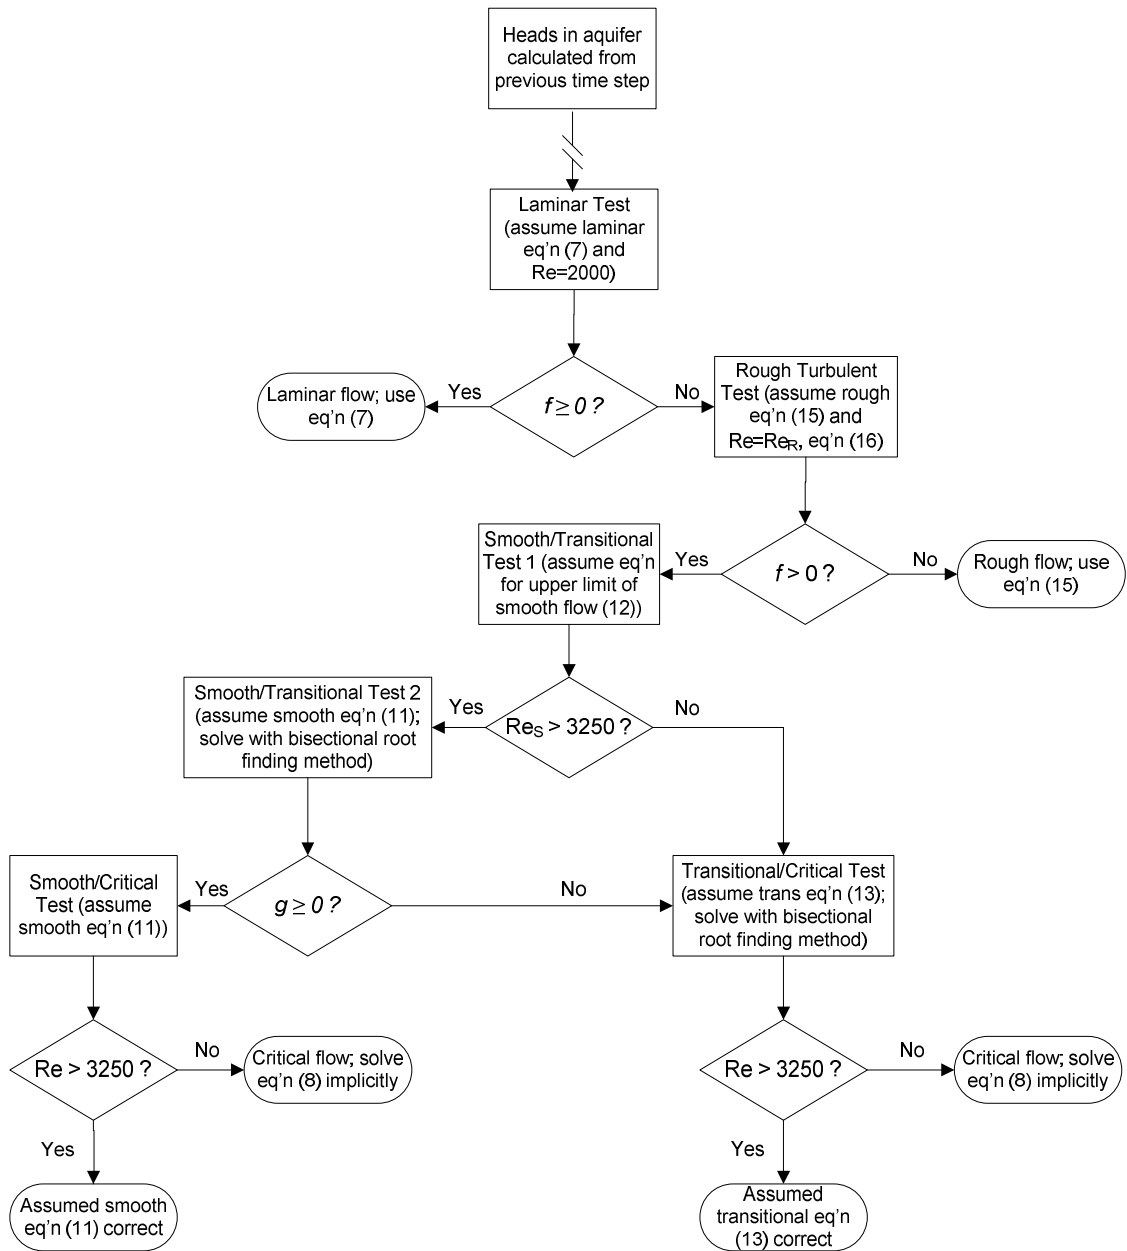 Heads in aquifer
calculated from
previous time step
Laminar Test
(assume laminar
eq'n (7) and
Re=2000)
Laminar flow; use
eq'n (7)
Yes
f ≥ 0 ?
No
Rough Turbulent
Test (assume rough
eq'n (15) and
Re=ReR, eq'n (16)
Smooth/Transitional
Test 1 (assume eq'n
for upper limit of
smooth flow (12))
Yes
f > 0 ?
No
Rough flow; use
eq'n (15)
Smooth/Transitional Test 2
(assume smooth eq'n (11);
solve with bisectional root
finding method)
Yes
ReS > 3250 ?
No
Smooth/Critical
Test (assume
smooth eq'n (11))
Yes
g ≥ 0 ?
No
Transitional/Critical Test
(assume trans eq'n (13);
solve with bisectional
root finding method)
Re > 3250 ?
No
Critical flow; solve
eq'n (8) implicitly
Re > 3250 ?
No
Critical flow; solve
eq'n (8) implicitly
Yes
Yes
Assumed smooth
eq'n (11) correct
Assumed
transitional eq'n
(13) correct